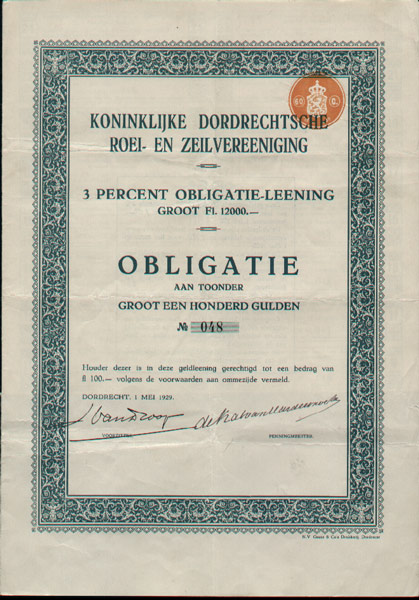 60 C.
KONINKLIJKE DORDRECHTSCHE
ROEI- EN ZEILVEREENIGING
3 PERCENT OBLIGATIE-LEENING
GROOT Fl. 12000.—
OBLIGATIE
AAN TOONDER
GROOT EEN HONDERD GULDEN
№ 048
Houder dezer is in deze geldleening gerechtigd tot een bedrag van
fl 100.— volgens de voorwaarden aan ommezijde vermeld.
DORDRECHT, 1 MEI 1929.
VOORZITTER.
PENNINGMEESTER.